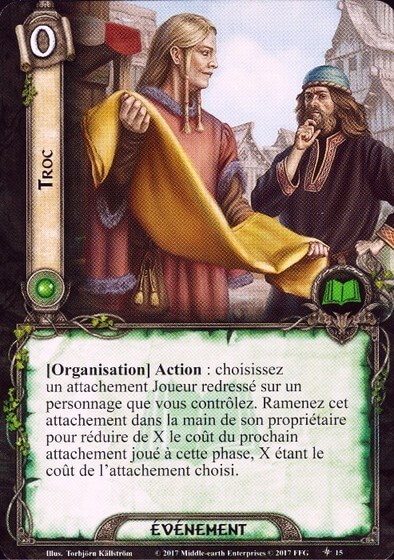 0
TROC
[Organisation] Action : choisissez
un attachement Joueur redressé sur un
personnage que vous contrôlez. Ramenez cet
attachement dans la main de son propriétaire
pour réduire de X le coût du prochain
attachement joué à cette phase, X étant le
coût de l'attachement choisi.
ÉVÉNEMENT
Illus. Torbjörn Källström © 2017 Middle-earth Enterprises © 2017 FFG 15